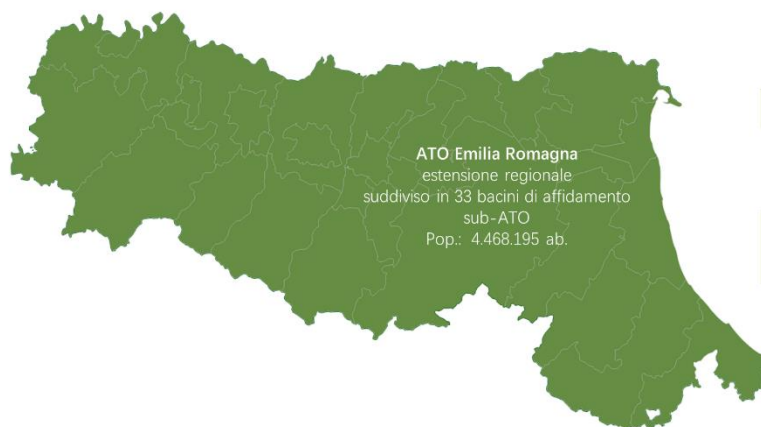 ATO Emilia Romagna
estensione regionale
suddiviso in 33 bacini di affidamento
sub-ATO
Pop.: 4.468.195 ab.